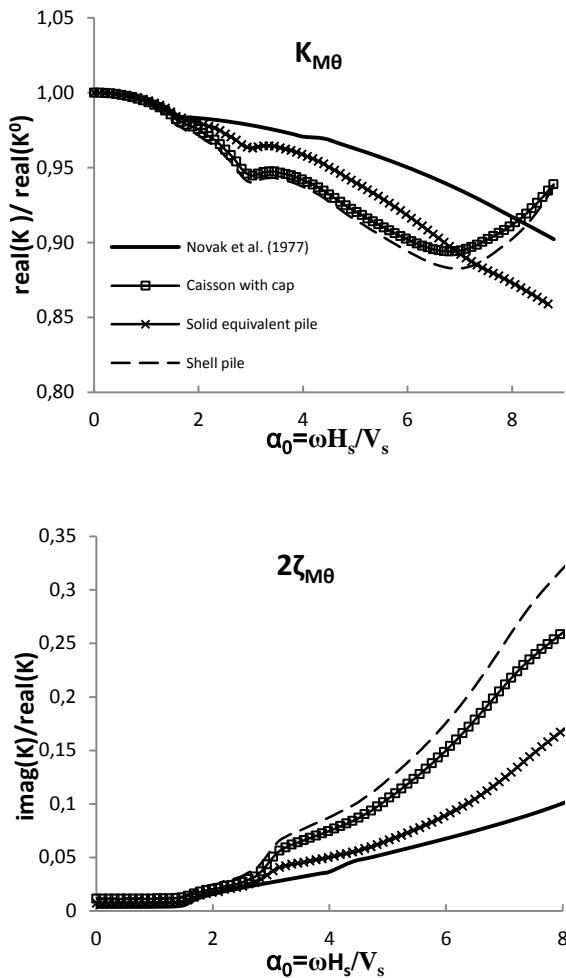 K_Mθ
real(K )/ real(K⁰)
1,05
1,00
0,95
0,90
0,85
0,80
Novak et al. (1977)
Caisson with cap
Solid equivalent pile
Shell pile
0 2 4 6 8
α₀=ωHₛ/Vₛ
2ζ_Mθ
imag(K)/real(K)
0,35
0,3
0,25
0,2
0,15
0,1
0,05
0
0 2 4 6 8
α₀=ωHₛ/Vₛ